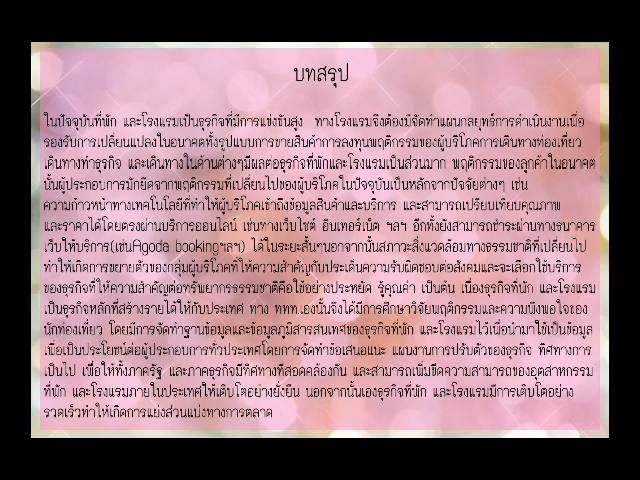 บทสรุป
ในปัจจุบันที่พัก และโรงแรมเป็นธุรกิจที่มีการแข่งขันสูง ทางโรงแรมจึงต้องมีจัดทำแผนกลยุทธ์การดำเนินงานเพื่อ
รองรับการเปลี่ยนแปลงในอนาคตทั้งรูปแบบการขายสินค้าการลงทุนพฤติกรรมของผู้บริโภคการเดินทางท่องเที่ยว
เดินทางทำธุรกิจ และเดินทางในด้านต่างๆมีผลต่อธุรกิจที่พักและโรงแรมเป็นส่วนมาก พฤติกรรมของลูกค้าในอนาคต
นั้นผู้ประกอบการมักยึดจากพฤติกรรมที่เปลี่ยนไปของผู้บริโภคในปัจจุบันเป็นหลักจากปัจจัยต่างๆ เช่น
ความก้าวหน้าทางเทคโนโลยีที่ทำให้ผู้บริโภคเข้าถึงข้อมูลสินค้าและบริการ และสามารถเปรียบเทียบคุณภาพ
และราคาได้โดยตรงผ่านบริการออนไลน์ เช่นทางเว็บไซต์ อินเทอร์เน็ต ฯลฯ อีกทั้งยังสามารถชำระผ่านทางธนาคาร
เว็บให้บริการ(เช่นAgoda bookingฯลฯ) ได้ในระยะสั้นๆนอกจากนั้นสภาวะสิ่งแวดล้อมทางธรรมชาติที่เปลี่ยนไป
ทำให้เกิดการขยายตัวของกลุ่มผู้บริโภคที่ให้ความสำคัญกับประเด็นความรับผิดชอบต่อสังคมและจะเลือกใช้บริการ
ของธุรกิจที่ให้ความสำคัญต่อทรัพยากรธรรมชาติคือใช้อย่างประหยัด รู้คุณค่า เป็นต้น เนื่องธุรกิจที่พัก และโรงแรม
เป็นธุรกิจหลักที่สร้างรายได้ให้กับประเทศ ทาง ททท.เองนั้นจึงได้มีการศึกษาวิจัยพฤติกรรมและความพึงพอใจของ
นักท่องเที่ยว โดยมีการจัดทำฐานข้อมูลและข้อมูลภูมิสารสนเทศของธุรกิจที่พัก และโรงแรมไว้เพื่อนำมาใช้เป็นข้อมูล
เพื่อเป็นประโยชน์ต่อผู้ประกอบการทั่วประเทศโดยการจัดทำข้อเสนอแนะ แผนงานการปรับตัวของธุรกิจ ทิศทางการ
เป็นไป เพื่อให้ทั้งภาครัฐ และภาคธุรกิจมีทิศทางที่สอดคล้องกัน และสามารถเพิ่มขีดความสามารถของอุตสาหกรรม
ที่พัก และโรงแรมภายในประเทศให้เติบโตอย่างยั่งยืน นอกจากนั้นเองธุรกิจที่พัก และโรงแรมมีการเติบโตอย่าง
รวดเร็วทำให้เกิดการแย่งส่วนแบ่งทางการตลาด